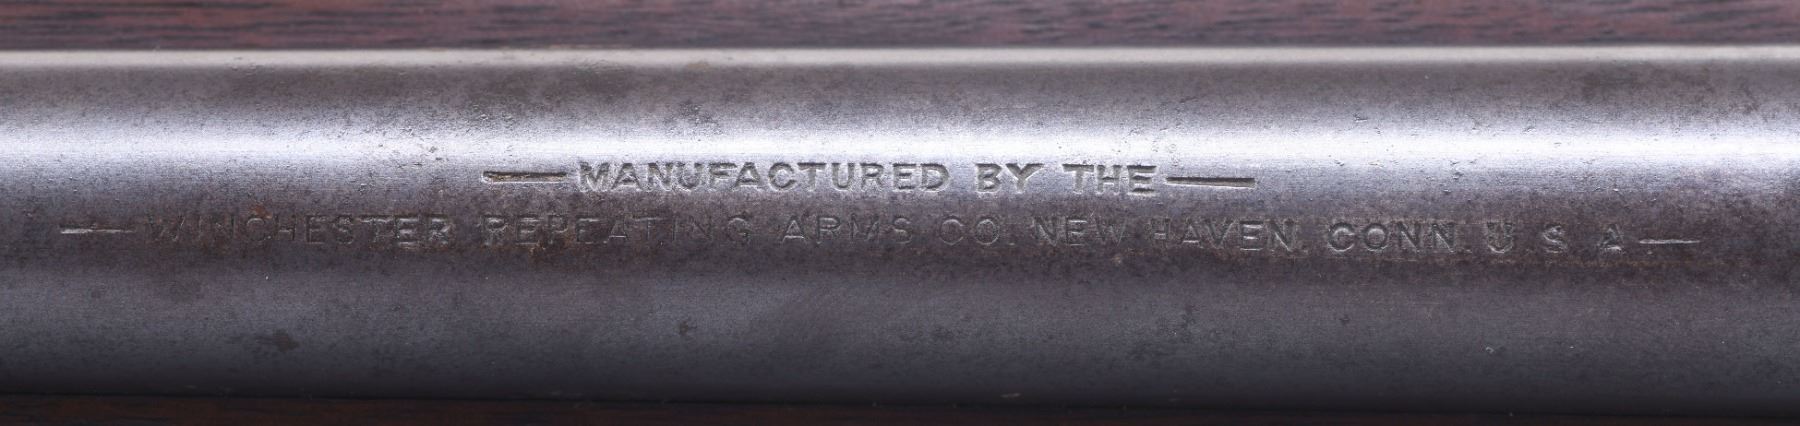 —MANUFACTURED BY THE—
—WINCHESTER REPEATING ARMS CO. NEW HAVEN. CONN. U. S. A.—